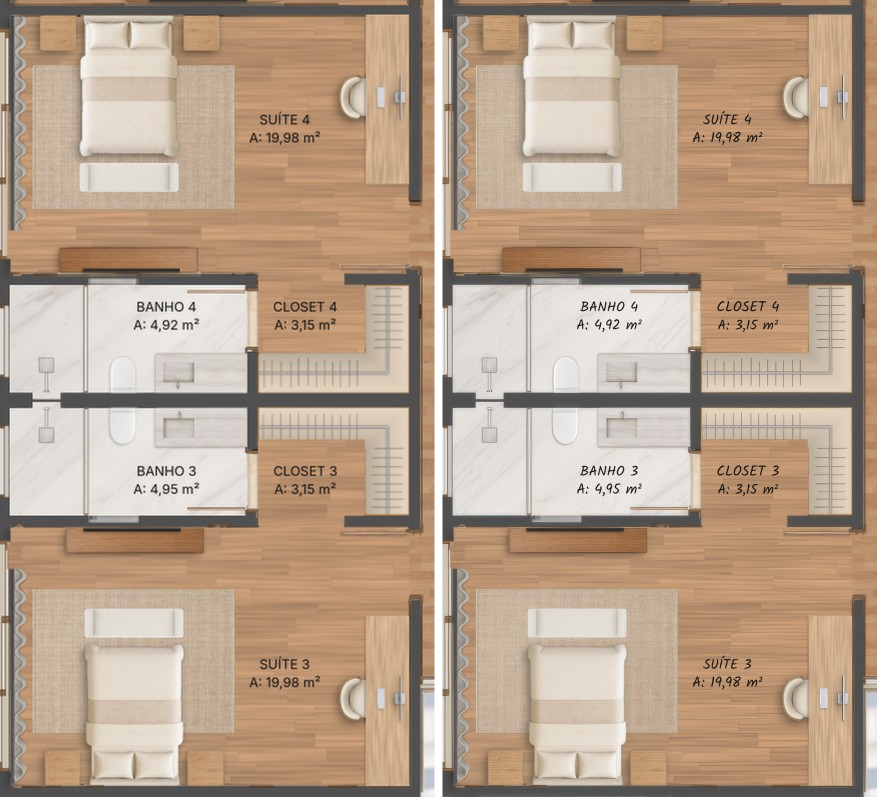 SUÍTE 4
A: 19,98 m²
BANHO 4
A: 4,92 m²
CLOSET 4
A: 3,15 m²
BANHO 3
A: 4,95 m²
CLOSET 3
A: 3,15 m²
SUÍTE 3
A: 19,98 m²
SUÍTE 4
A: 19,98 m²
BANHO 4
A: 4,92 m²
CLOSET 4
A: 3,15 m²
BANHO 3
A: 4,95 m²
CLOSET 3
A: 3,15 m²
SUÍTE 3
A: 19,98 m²